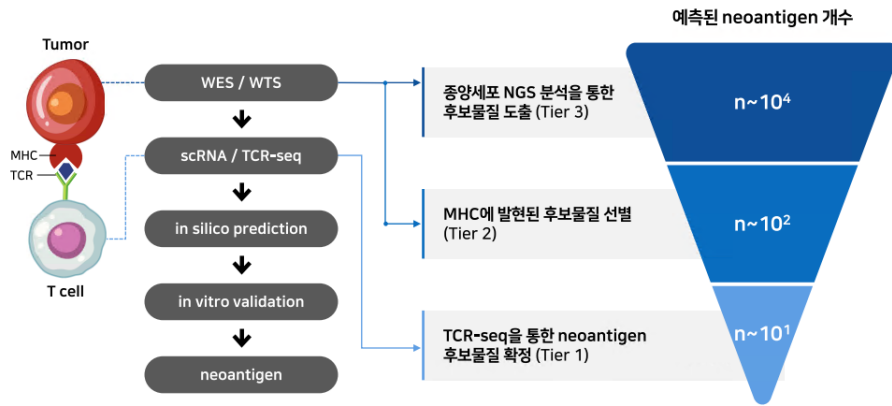 예측된 neoantigen 개수
Tumor
MHC
TCR
T cell
WES / WTS
scRNA / TCR-seq
in silico prediction
in vitro validation
neoantigen
종양세포 NGS 분석을 통한
후보물질 도출 (Tier 3)
MHC에 발현된 후보물질 선별
(Tier 2)
TCR-seq을 통한 neoantigen
후보물질 확정 (Tier 1)
n~10⁴
n~10²
n~10¹